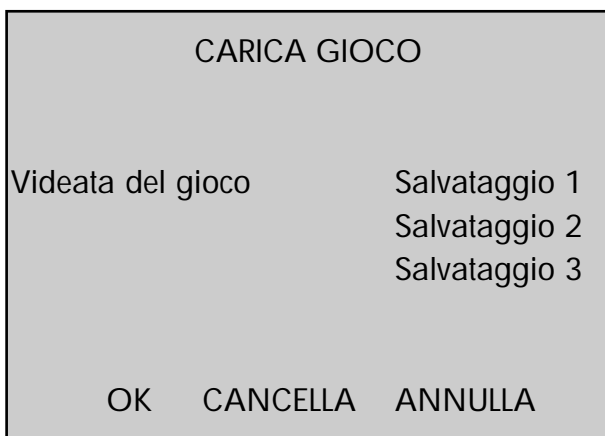 CARICA GIOCO
Videata del gioco Salvataggio 1
Salvataggio 2
Salvataggio 3
OK CANCELLA ANNULLA